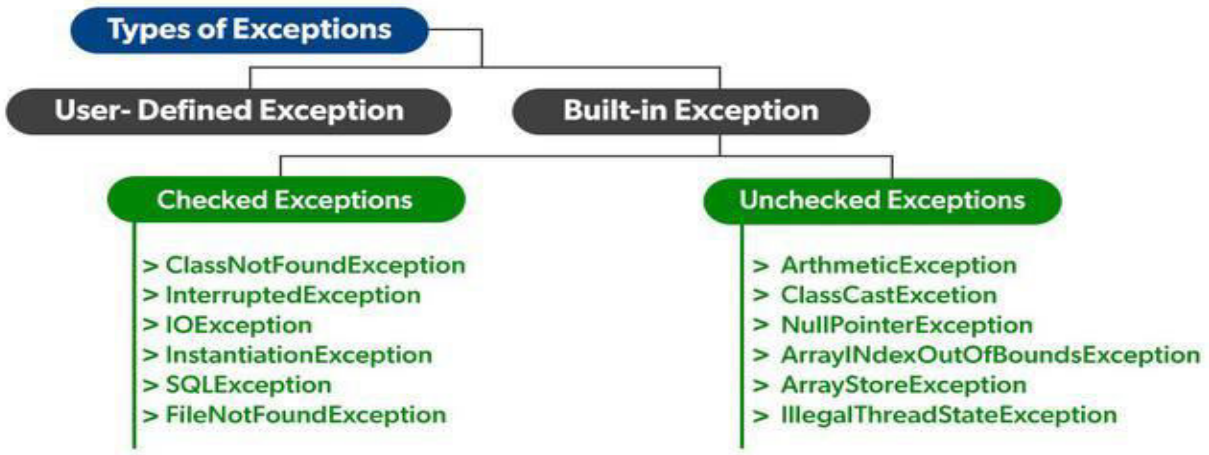 Types of Exceptions
User- Defined Exception
Built-in Exception
Checked Exceptions
> ClassNotFoundException
> InterruptedException
> IOException
> InstantiationException
> SQLException
> FileNotFoundException
Unchecked Exceptions
> ArthmeticException
> ClassCastExcetion
> NullPointerException
> ArrayINdexOutOfBoundsException
> ArrayStoreException
> IllegalThreadStateException